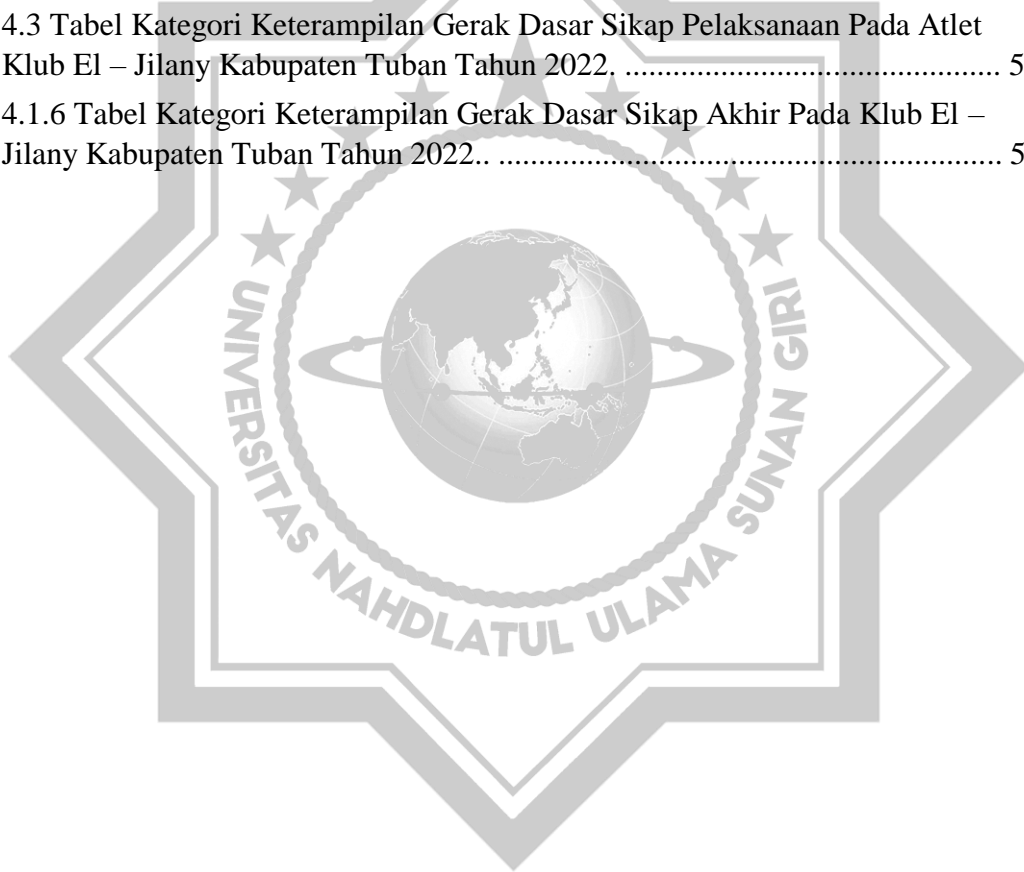 4.3 Tabel Kategori Keterampilan Gerak Dasar Sikap Pelaksanaan Pada Atlet
Klub El – Jilany Kabupaten Tuban Tahun 2022. ................................................ 5
4.1.6 Tabel Kategori Keterampilan Gerak Dasar Sikap Akhir Pada Klub El –
Jilany Kabupaten Tuban Tahun 2022.. ................................................................ 5
UNIVERSITAS NAHDLATUL ULAMA SUNAN GIRI